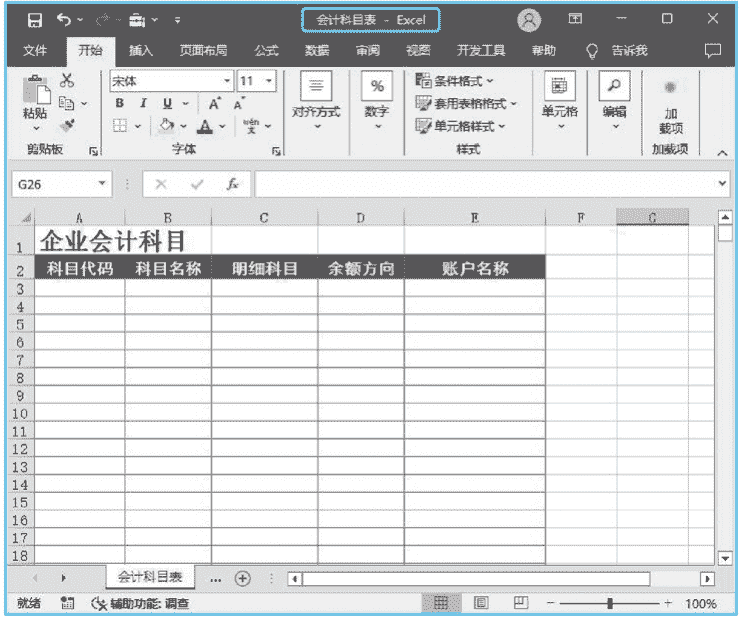 会计科目表 - Excel
文件 开始 插入 页面布局 公式 数据 审阅 视图 开发工具 帮助 告诉我
粘贴
剪贴板
宋体 11
B I U A A
A wén 文
字体
对齐方式
% 数字
条件格式
套用表格格式
单元格样式
样式
单元格
编辑
加载项
加载项
G26 fx
A B C D E F G
1 企业会计科目
2 科目代码 科目名称 明细科目 余额方向 账户名称
3
4
5
6
7
8
9
10
11
12
13
14
15
16
17
18
会计科目表 ...
就绪 辅助功能: 调查 100%